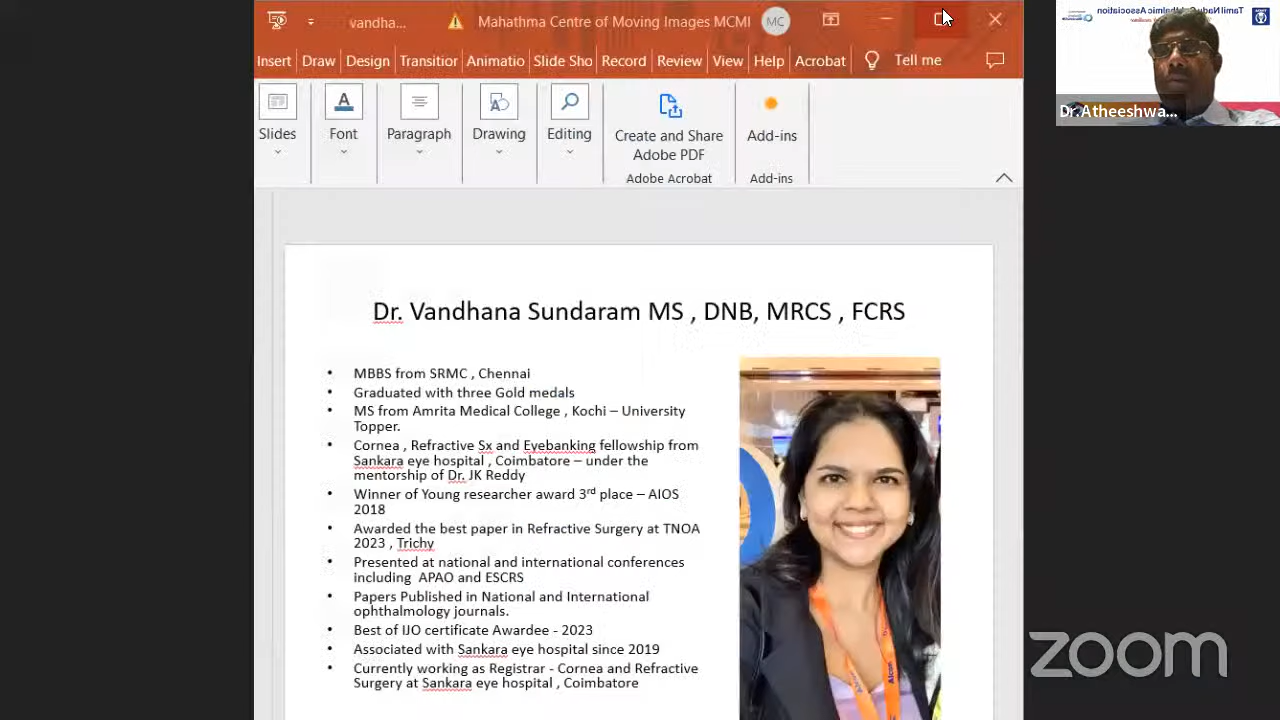 vandha...
Mahathma Centre of Moving Images MCMI
MC
Insert Draw Design Transition Animatio Slide Sho Record Review View Help Acrobat Tell me
Slides
Font
Paragraph
Drawing
Editing
Create and Share
Adobe PDF
Add-ins
Adobe Acrobat
Add-ins
Dr. Vandhana Sundaram MS , DNB, MRCS , FCRS
• MBBS from SRMC , Chennai
• Graduated with three Gold medals
• MS from Amrita Medical College , Kochi – University
Topper.
• Cornea , Refractive Sx and Eyebanking fellowship from
Sankara eye hospital , Coimbatore – under the
mentorship of Dr. JK Reddy
• Winner of Young researcher award 3rd place – AIOS
2018
• Awarded the best paper in Refractive Surgery at TNOA
2023 , Trichy
• Presented at national and international conferences
including APAO and ESCRS
• Papers Published in National and International
ophthalmology journals.
• Best of IJO certificate Awardee - 2023
• Associated with Sankara eye hospital since 2019
• Currently working as Registrar - Cornea and Refractive
Surgery at Sankara eye hospital , Coimbatore
Alcon
Tamil Nadu Ophthalmic Association
Dr.Atheeshwa...
zoom